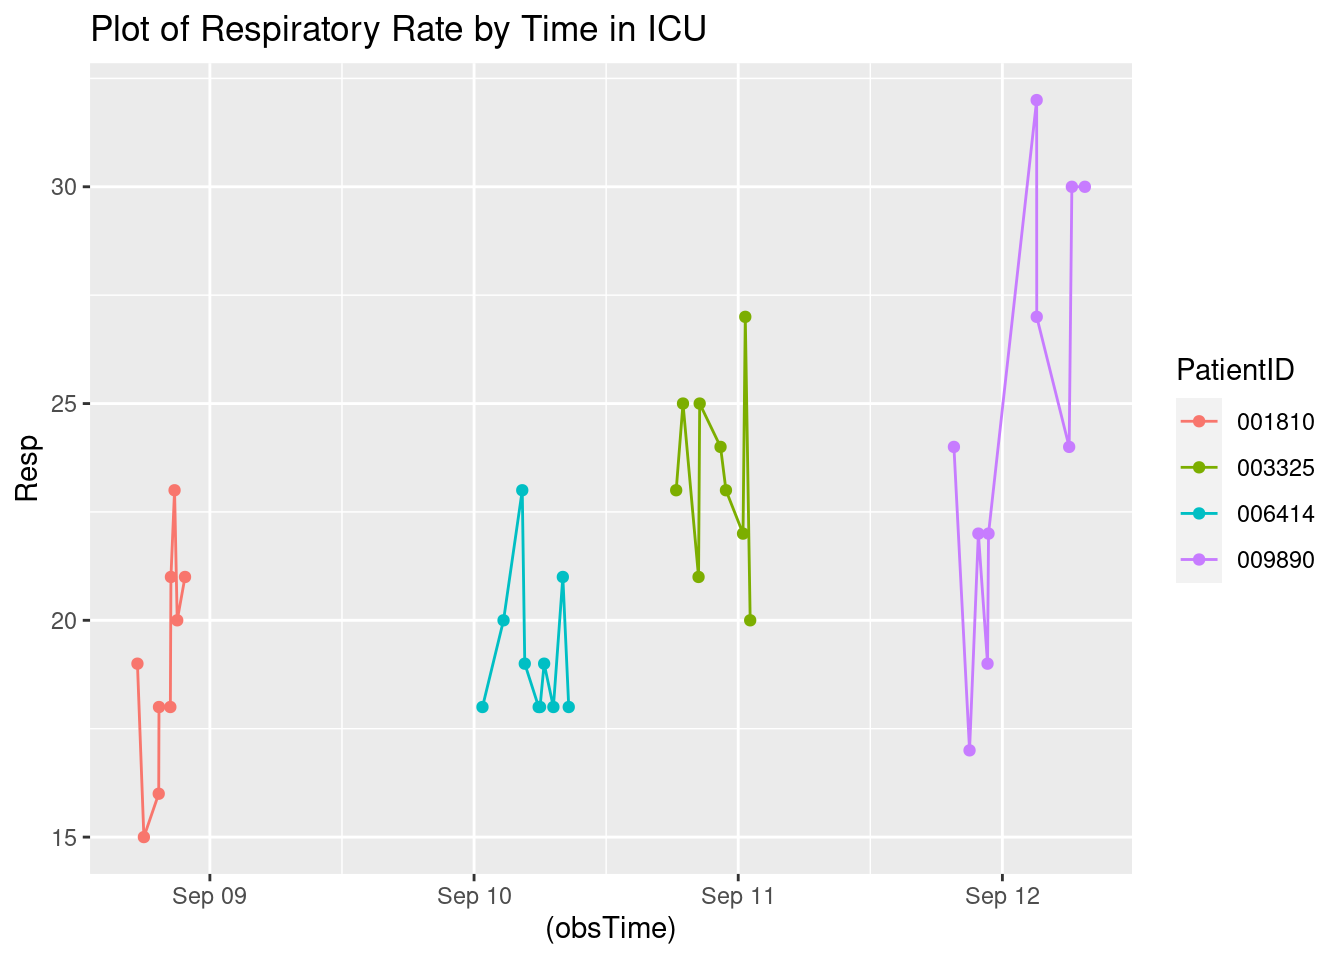 Plot of Respiratory Rate by Time in ICU
30
25
20
15
Resp
Sep 09
Sep 10
Sep 11
Sep 12
(obsTime)
PatientID
001810
003325
006414
009890